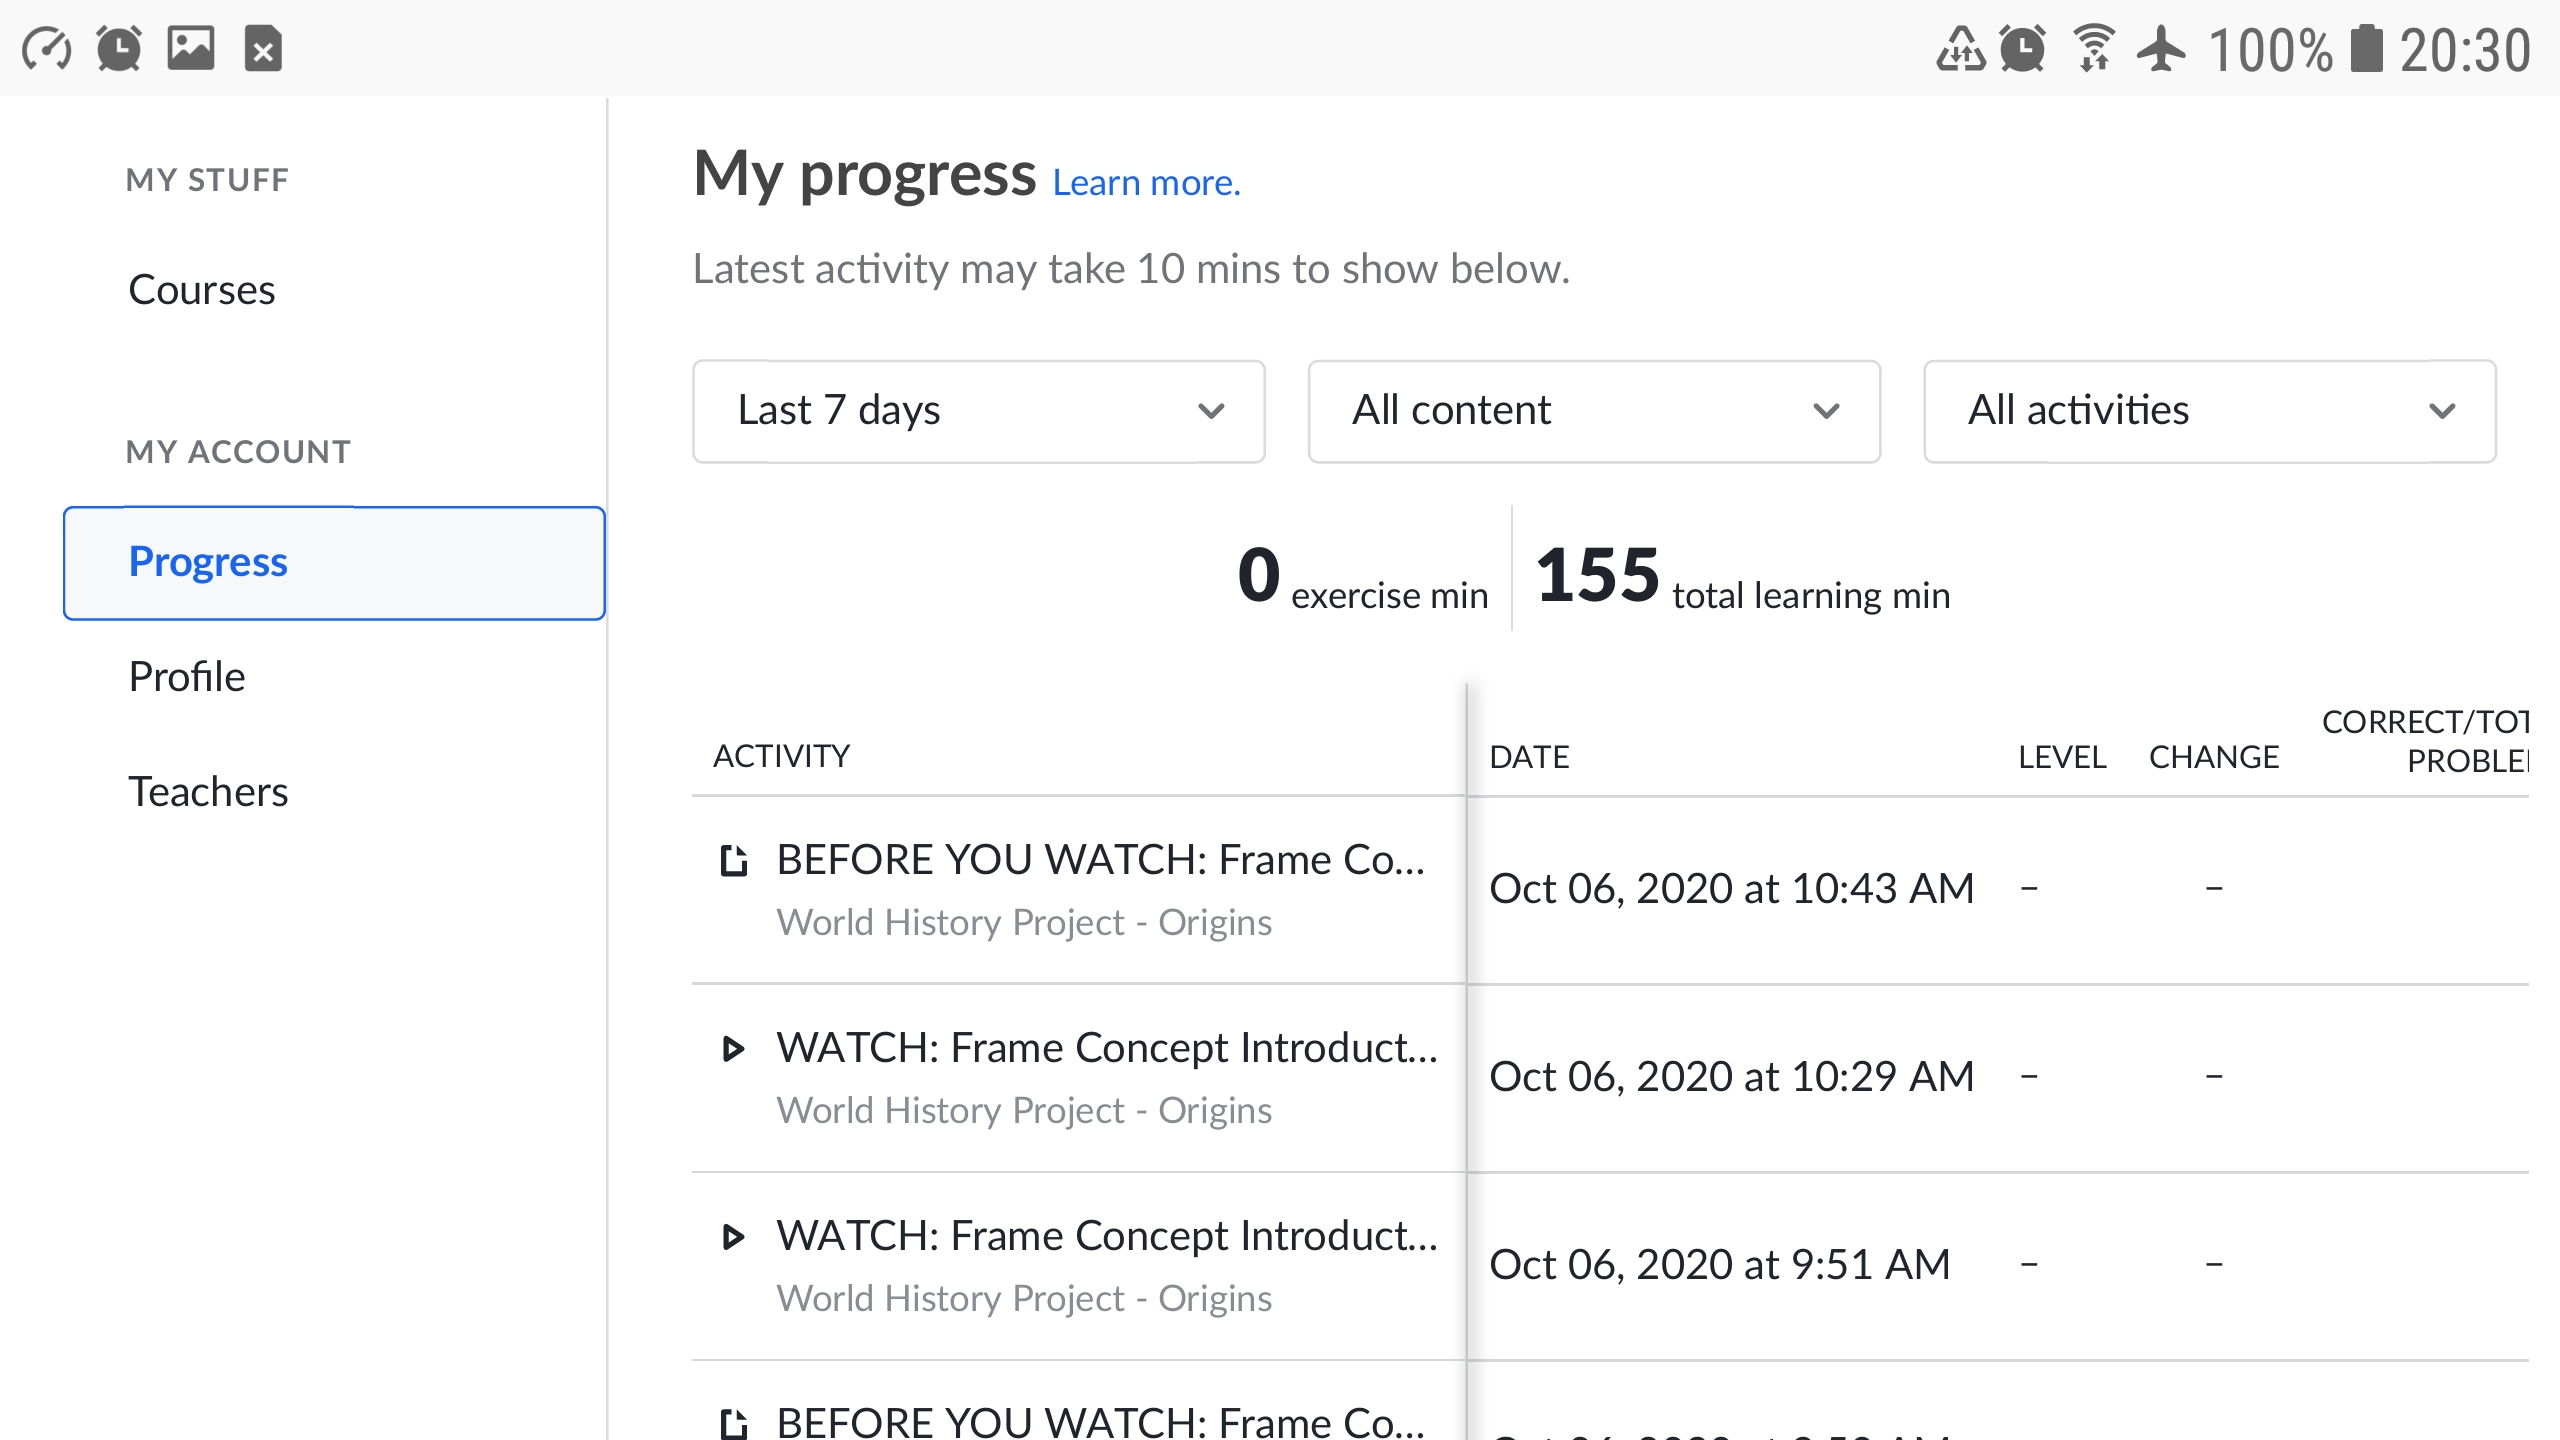 100% 20:30
MY STUFF
Courses
MY ACCOUNT
Progress
Profile
Teachers
My progress Learn more.
Latest activity may take 10 mins to show below.
Last 7 days
All content
All activities
0 exercise min
155 total learning min
ACTIVITY
DATE
LEVEL
CHANGE
CORRECT/TOT
PROBLE
BEFORE YOU WATCH: Frame Co...
World History Project - Origins
Oct 06, 2020 at 10:43 AM – –
WATCH: Frame Concept Introduct...
World History Project - Origins
Oct 06, 2020 at 10:29 AM – –
WATCH: Frame Concept Introduct...
World History Project - Origins
Oct 06, 2020 at 9:51 AM – –
BEFORE YOU WATCH: Frame Co...